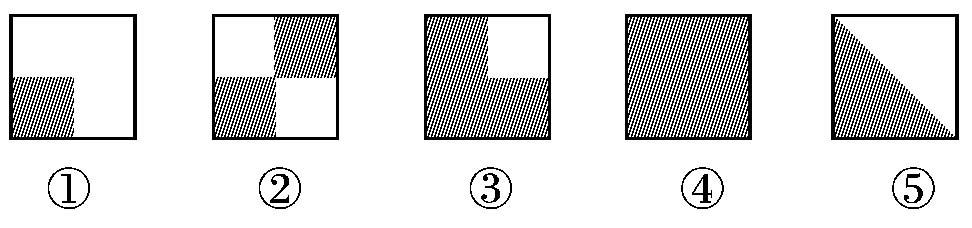 ① ② ③ ④ ⑤